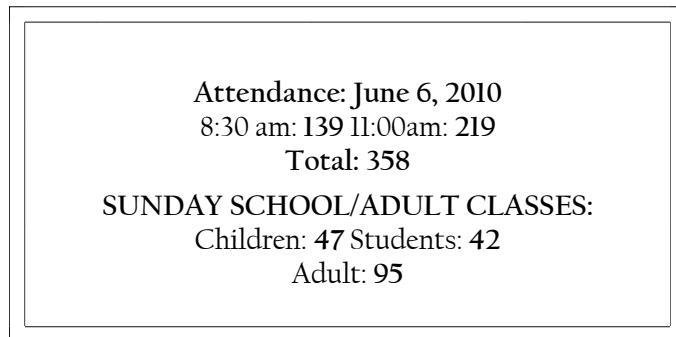 Attendance: June 6, 2010
8:30 am: 139 11:00am: 219
Total: 358
SUNDAY SCHOOL/ADULT CLASSES:
Children: 47 Students: 42
Adult: 95